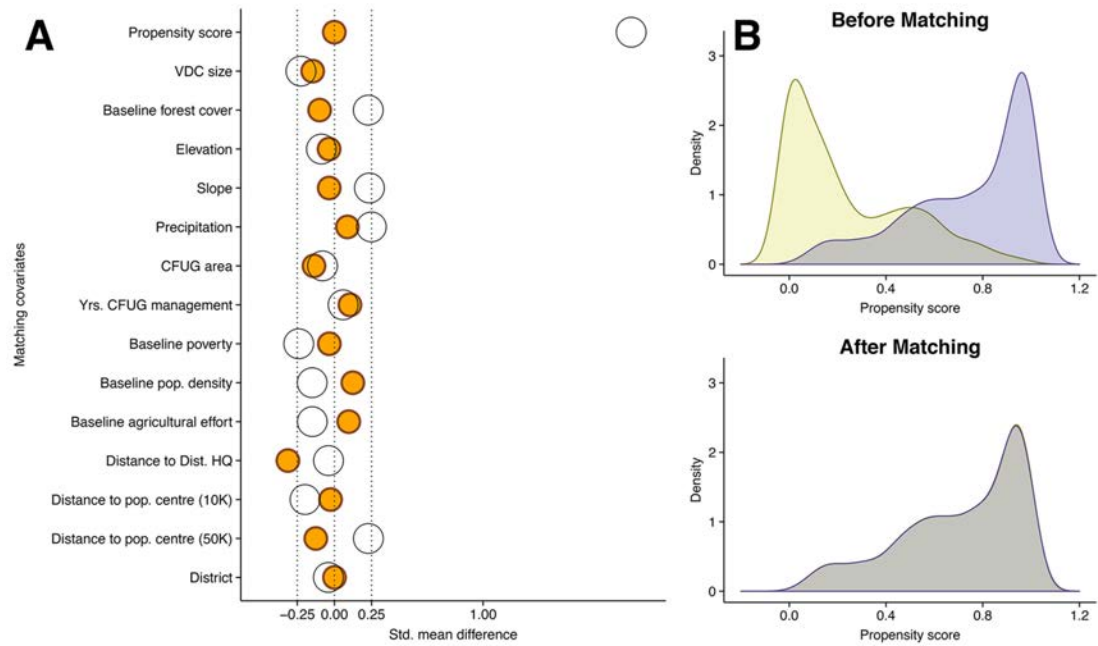 A
Matching covariates
Propensity score
VDC size
Baseline forest cover
Elevation
Slope
Precipitation
CFUG area
Yrs. CFUG management
Baseline poverty
Baseline pop. density
Baseline agricultural effort
Distance to Dist. HQ
Distance to pop. centre (10K)
Distance to pop. centre (50K)
District
−0.25 0.00 0.25 1.00
Std. mean difference
B
Before Matching
Density
3
2
1
0
0.0 0.4 0.8 1.2
Propensity score
After Matching
Density
3
2
1
0
0.0 0.4 0.8 1.2
Propensity score